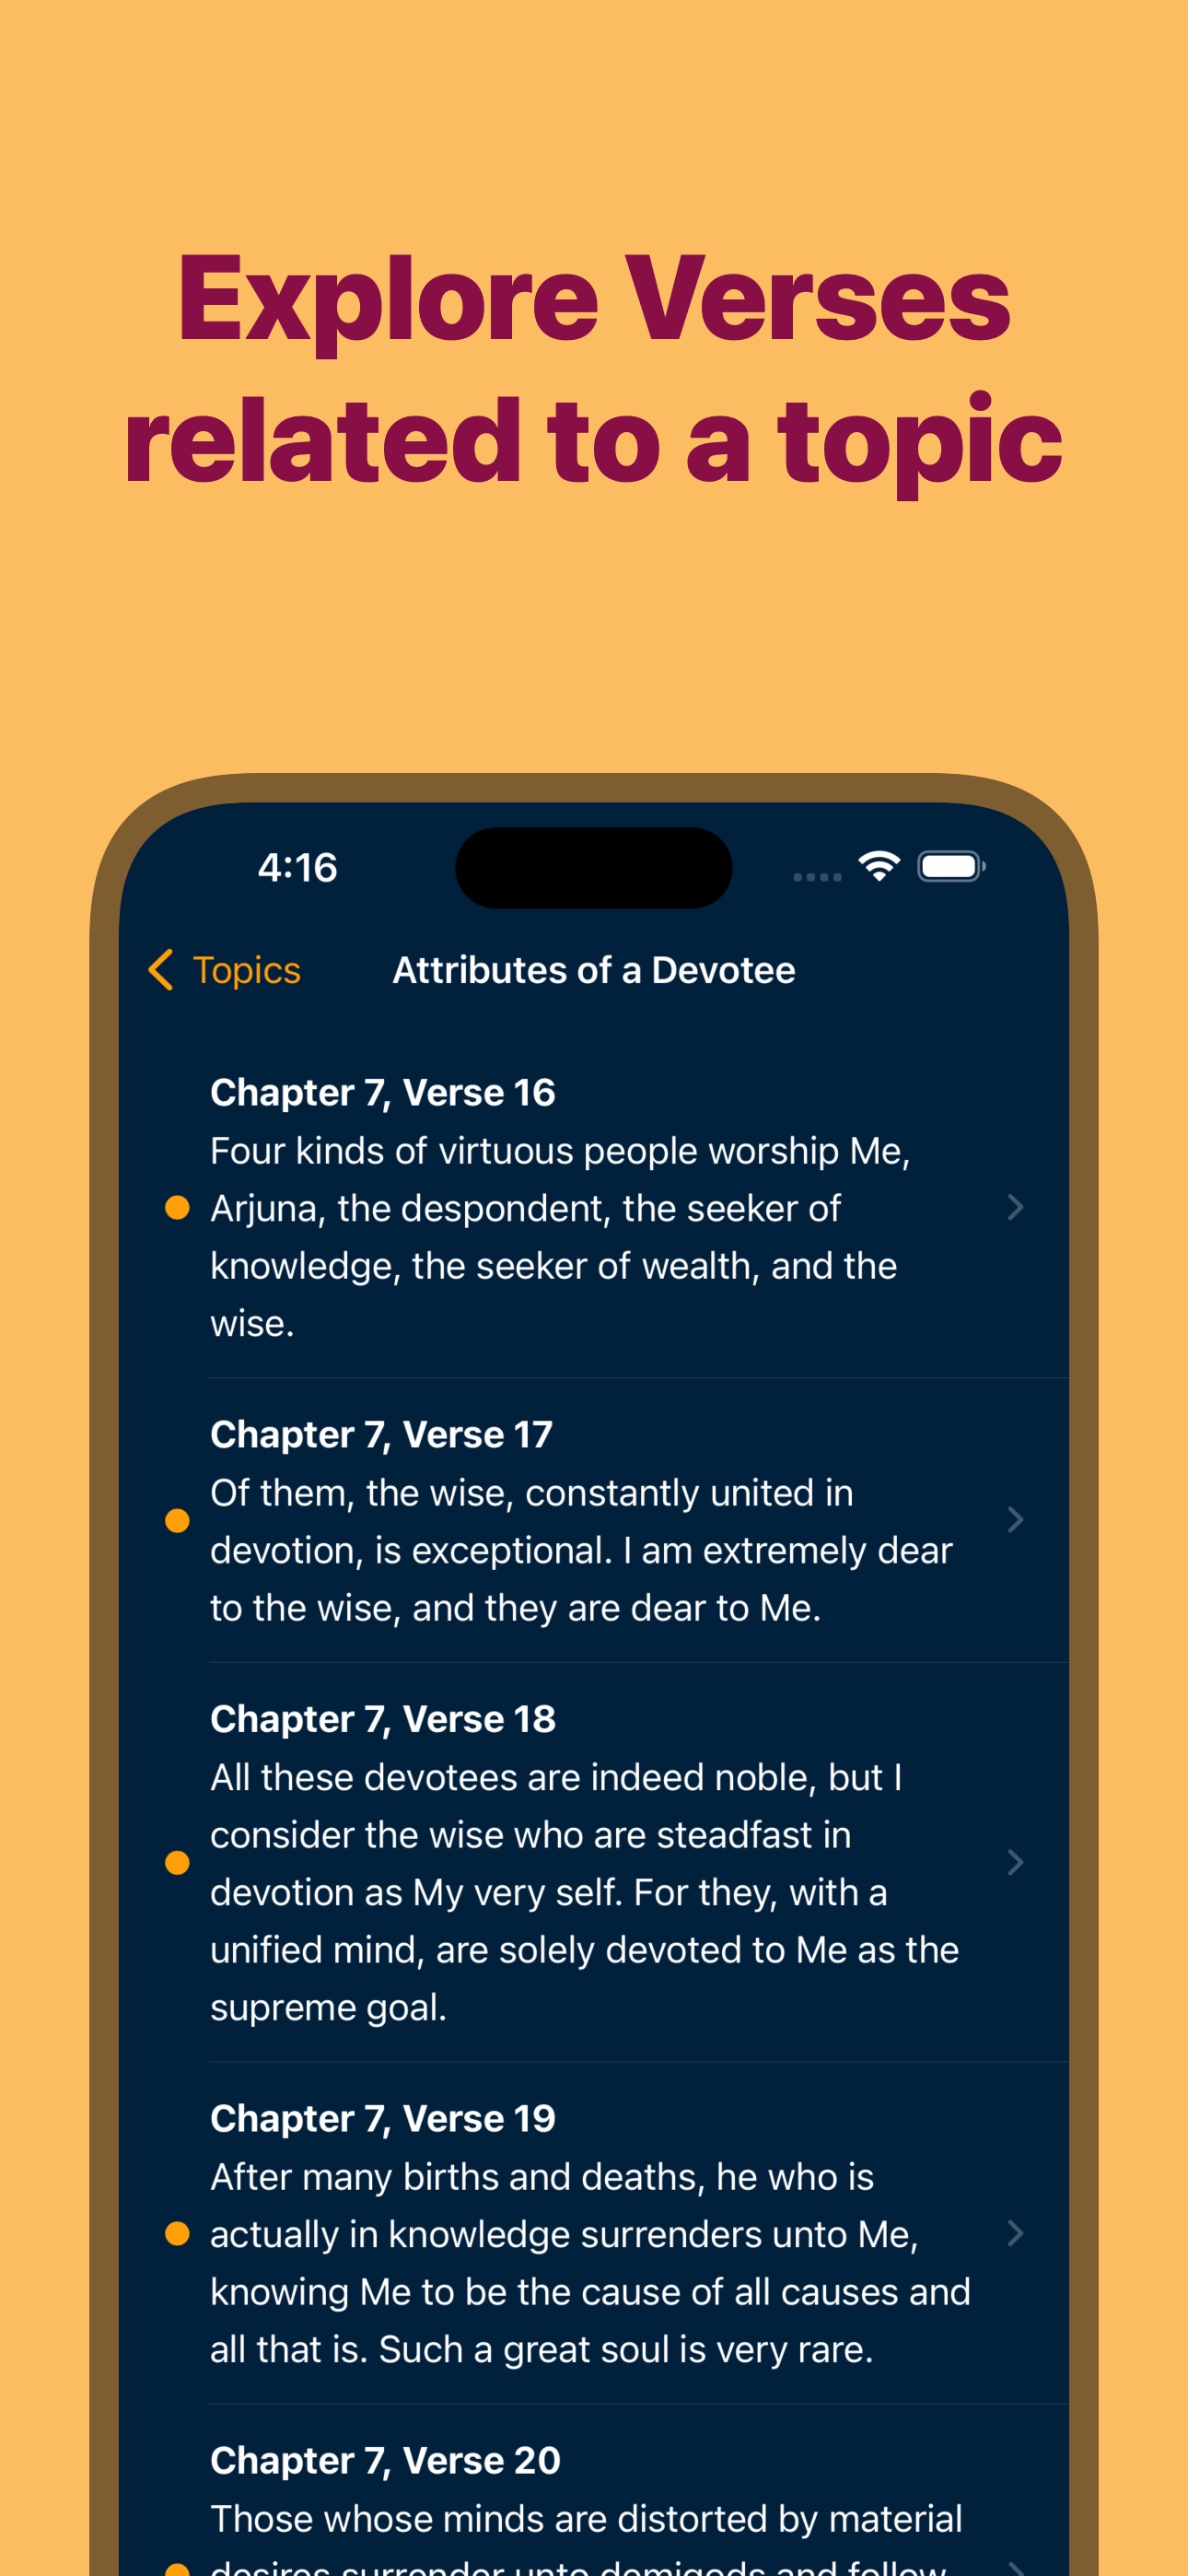 Explore Verses
related to a topic
4:16
Topics
Attributes of a Devotee
Chapter 7, Verse 16
Four kinds of virtuous people worship Me,
Arjuna, the despondent, the seeker of
knowledge, the seeker of wealth, and the
wise.
Chapter 7, Verse 17
Of them, the wise, constantly united in
devotion, is exceptional. I am extremely dear
to the wise, and they are dear to Me.
Chapter 7, Verse 18
All these devotees are indeed noble, but I
consider the wise who are steadfast in
devotion as My very self. For they, with a
unified mind, are solely devoted to Me as the
supreme goal.
Chapter 7, Verse 19
After many births and deaths, he who is
actually in knowledge surrenders unto Me,
knowing Me to be the cause of all causes and
all that is. Such a great soul is very rare.
Chapter 7, Verse 20
Those whose minds are distorted by material
desires surrender unto demigods and follow